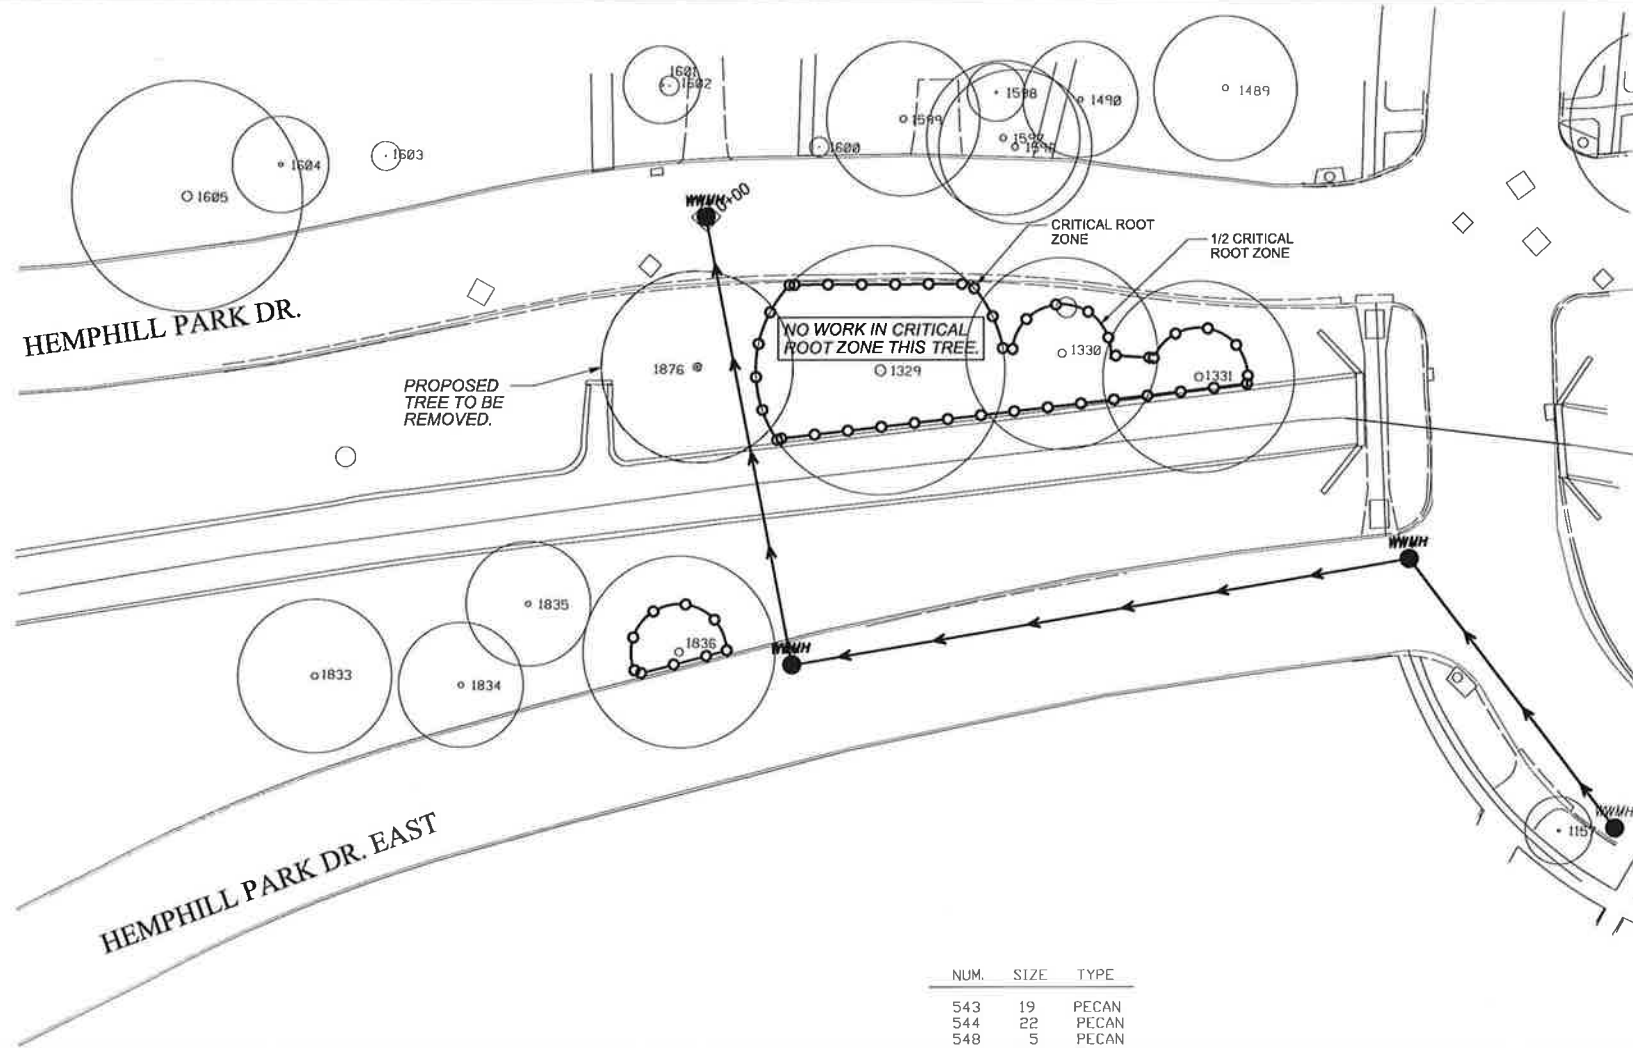 1601
1602
1598
1490
1489
1599
1600
1603
1604
1605
WWMH
0+00
CRITICAL ROOT
ZONE
1/2 CRITICAL
ROOT ZONE
HEMPHILL PARK DR.
NO WORK IN CRITICAL
ROOT ZONE THIS TREE.
1330
1876
1329
1331
PROPOSED
TREE TO BE
REMOVED.
WWMH
1835
1836
WWMH
1833
1834
WWMH
1157
HEMPHILL PARK DR. EAST
NUM. SIZE TYPE
543 19 PECAN
544 22 PECAN
548 5 PECAN